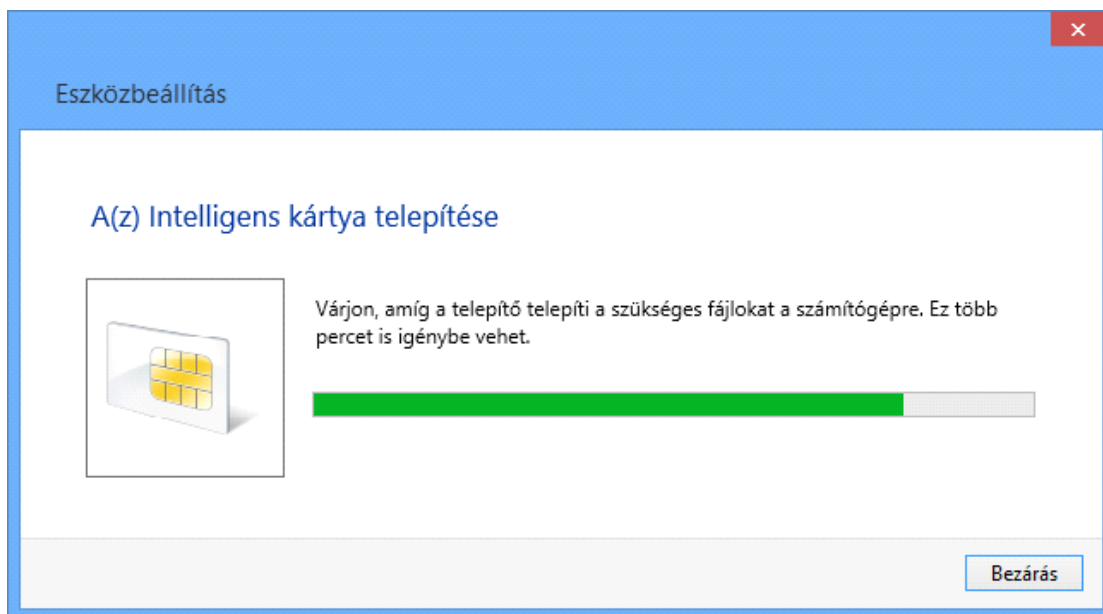 Eszközbeállítás
A(z) Intelligens kártya telepítése
Várjon, amíg a telepítő telepíti a szükséges fájlokat a számítógépre. Ez több
percet is igénybe vehet.
Bezárás